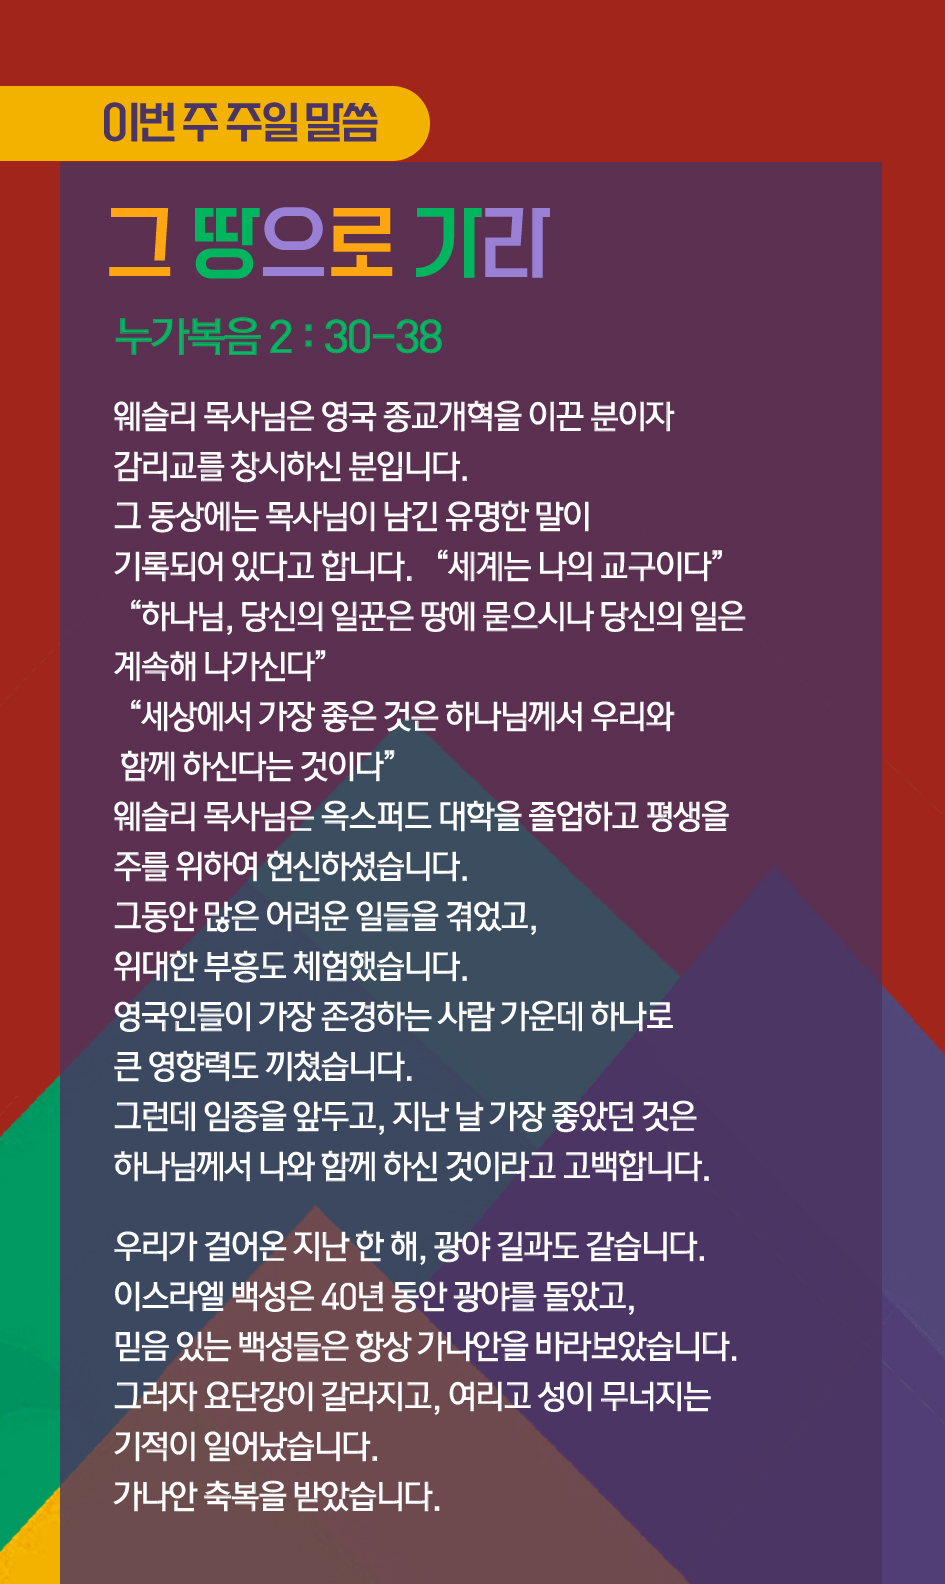 이번 주 주일 말씀
그 땅으로 가라
누가복음 2 : 30-38
웨슬리 목사님은 영국 종교개혁을 이끈 분이자
감리교를 창시하신 분입니다.
그 동상에는 목사님이 남긴 유명한 말이
기록되어 있다고 합니다. “세계는 나의 교구이다”
“하나님, 당신의 일꾼은 땅에 묻으시나 당신의 일은
계속해 나가신다”
“세상에서 가장 좋은 것은 하나님께서 우리와
함께 하신다는 것이다”
웨슬리 목사님은 옥스퍼드 대학을 졸업하고 평생을
주를 위하여 헌신하셨습니다.
그동안 많은 어려운 일들을 겪었고,
위대한 부흥도 체험했습니다.
영국인들이 가장 존경하는 사람 가운데 하나로
큰 영향력도 끼쳤습니다.
그런데 임종을 앞두고, 지난 날 가장 좋았던 것은
하나님께서 나와 함께 하신 것이라고 고백합니다.
우리가 걸어온 지난 한 해, 광야 길과도 같습니다.
이스라엘 백성은 40년 동안 광야를 돌았고,
믿음 있는 백성들은 항상 가나안을 바라보았습니다.
그러자 요단강이 갈라지고, 여리고 성이 무너지는
기적이 일어났습니다.
가나안 축복을 받았습니다.